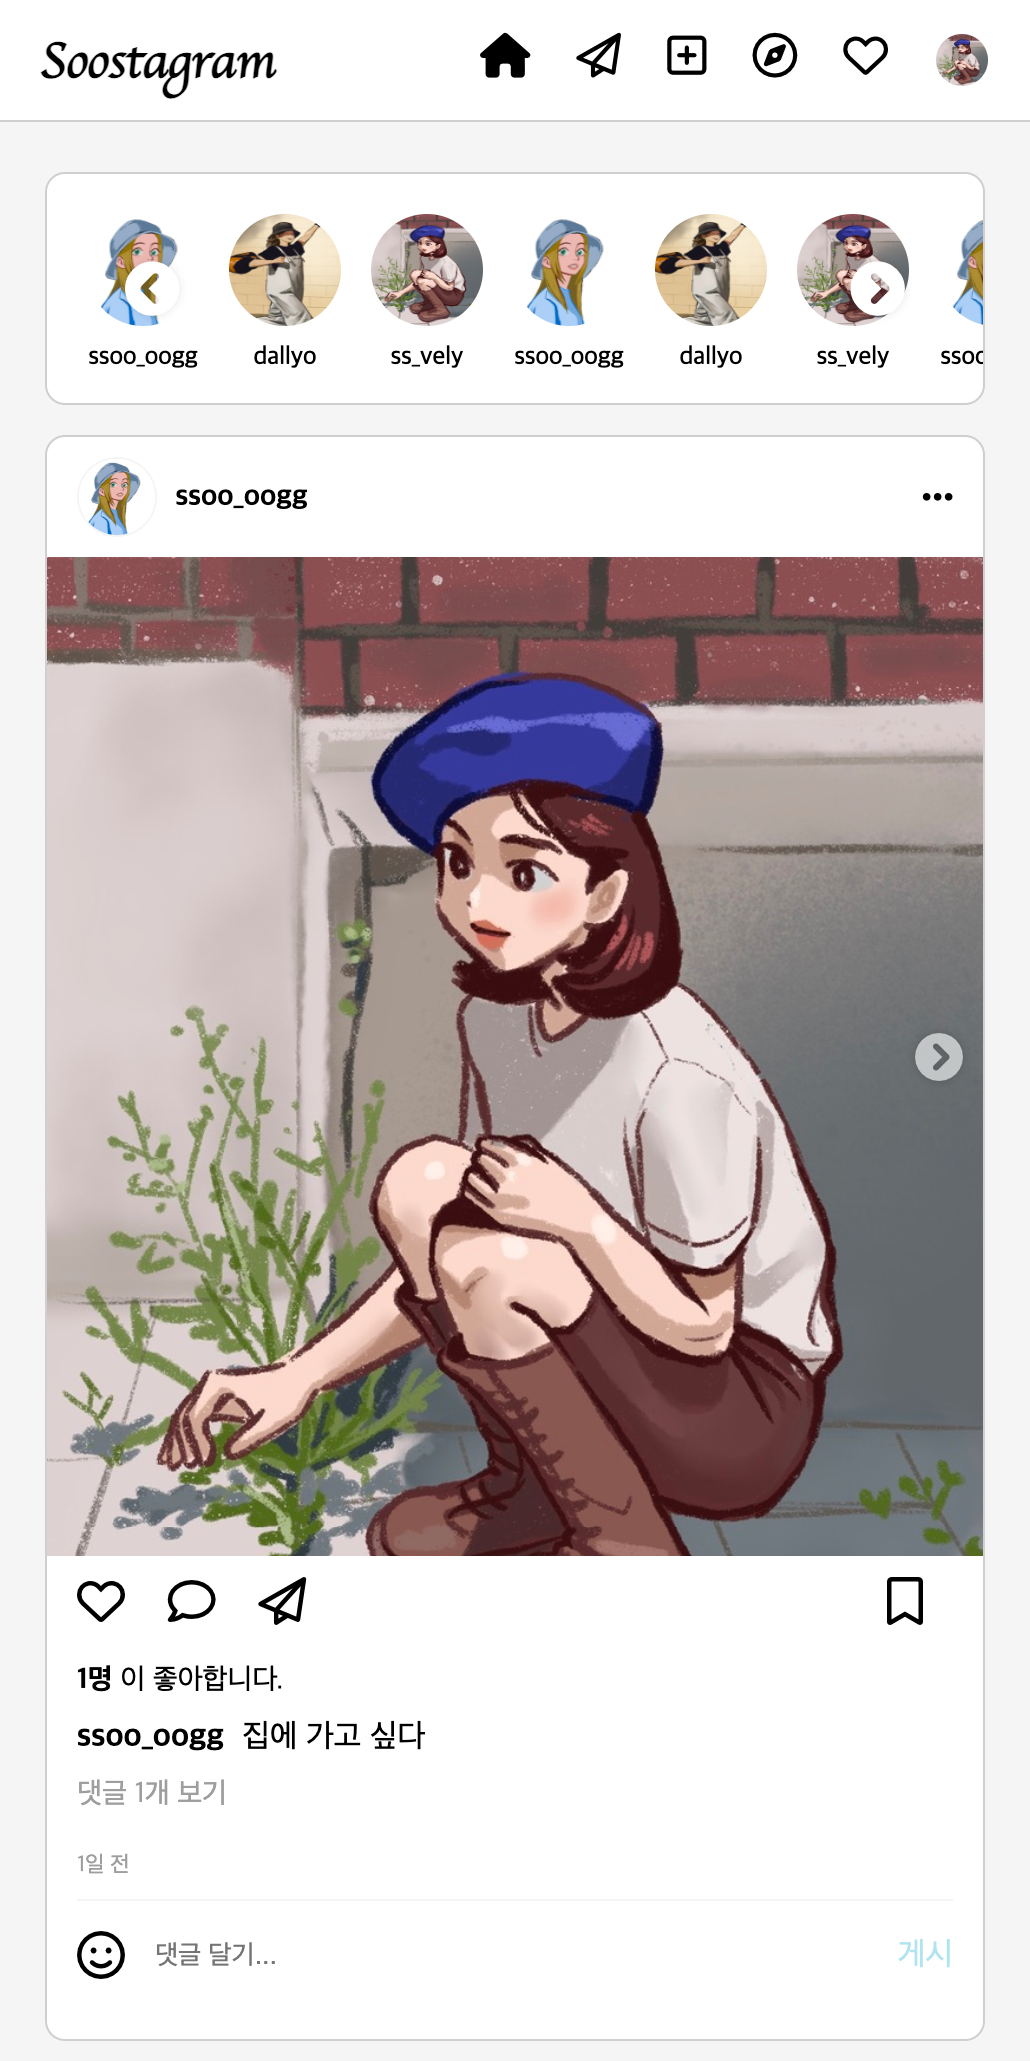 Soostagram
ssoo_oogg dallyo ss_vely ssoo_oogg dallyo ss_vely ssoo
ssoo_oogg
1명 이 좋아합니다.
ssoo_oogg 집에 가고 싶다
댓글 1개 보기
1일 전
댓글 달기... 게시